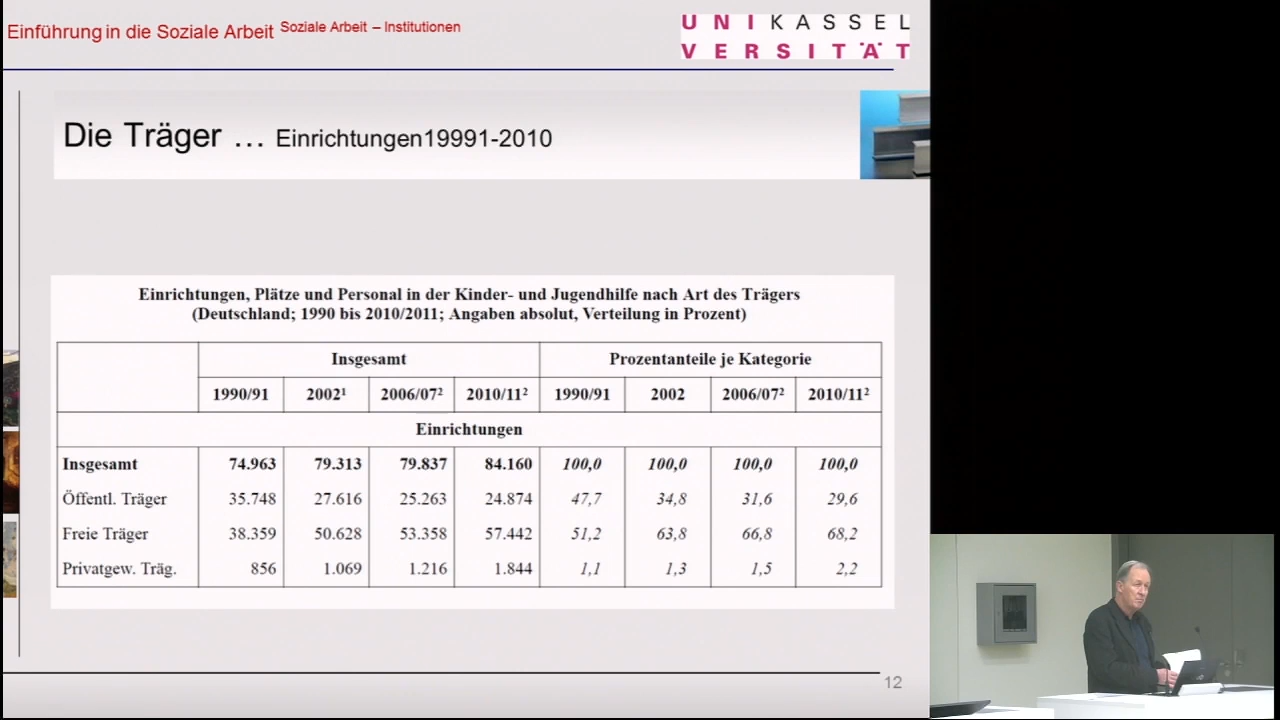 Einführung in die Soziale Arbeit Soziale Arbeit – Institutionen
UNIKASSEL
VERSITÄT
Die Träger … Einrichtungen19991-2010
Einrichtungen, Plätze und Personal in der Kinder- und Jugendhilfe nach Art des Trägers
(Deutschland; 1990 bis 2010/2011; Angaben absolut, Verteilung in Prozent)
Insgesamt Prozentanteile je Kategorie
1990/91 2002¹ 2006/07² 2010/11² 1990/91 2002 2006/07² 2010/11²
Einrichtungen
Insgesamt 74.963 79.313 79.837 84.160 100,0 100,0 100,0 100,0
Öffentl. Träger 35.748 27.616 25.263 24.874 47,7 34,8 31,6 29,6
Freie Träger 38.359 50.628 53.358 57.442 51,2 63,8 66,8 68,2
Privatgew. Träg. 856 1.069 1.216 1.844 1,1 1,3 1,5 2,2
12